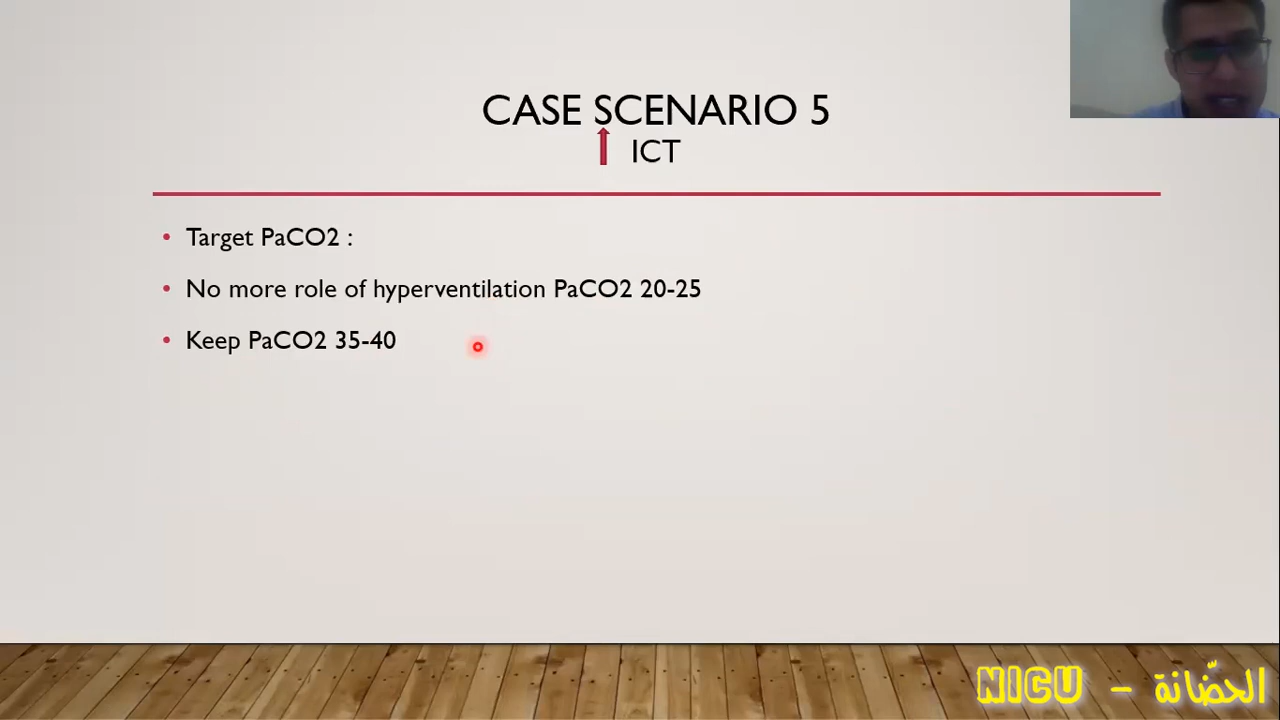 CASE SCENARIO 5
ICT
• Target PaCO2 :
• No more role of hyperventilation PaCO2 20-25
• Keep PaCO2 35-40
NICU - الحضّانة